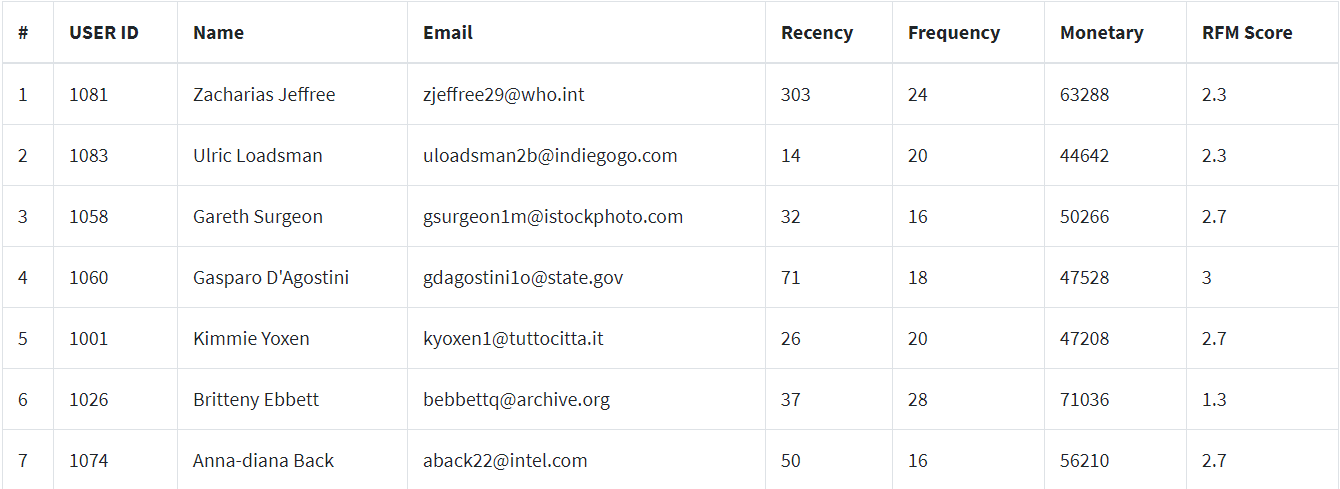 # USER ID Name Email Recency Frequency Monetary RFM Score
1 1081 Zacharias Jeffree zjeffree29@who.int 303 24 63288 2.3
2 1083 Ulric Loadsman uloadsman2b@indiegogo.com 14 20 44642 2.3
3 1058 Gareth Surgeon gsurgeon1m@istockphoto.com 32 16 50266 2.7
4 1060 Gasparo D'Agostini gdagostini1o@state.gov 71 18 47528 3
5 1001 Kimmie Yoxen kyoxen1@tuttocitta.it 26 20 47208 2.7
6 1026 Britteny Ebbett bebbettq@archive.org 37 28 71036 1.3
7 1074 Anna-diana Back aback22@intel.com 50 16 56210 2.7